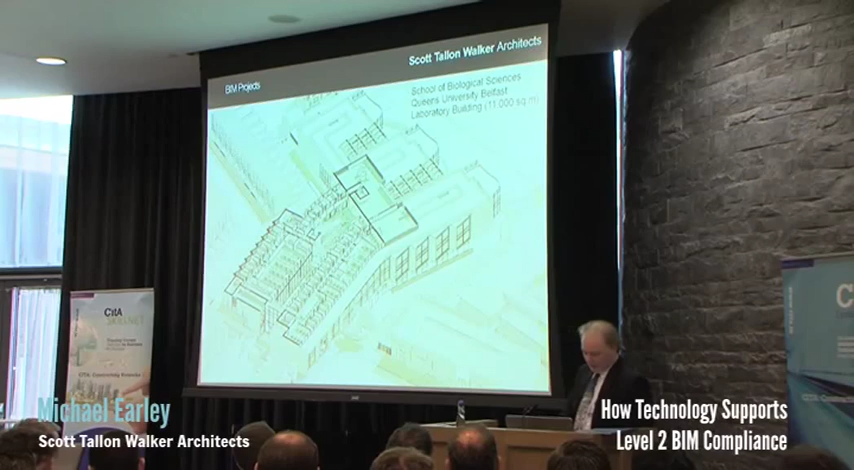 BIM Projects
Scott Tallon Walker Architects
School of Biological Sciences
Queens University Belfast
Laboratory Building (11 000 sq m)
CitA
SKILLNET
Michael Earley
Scott Tallon Walker Architects
How Technology Supports
Level 2 BIM Compliance